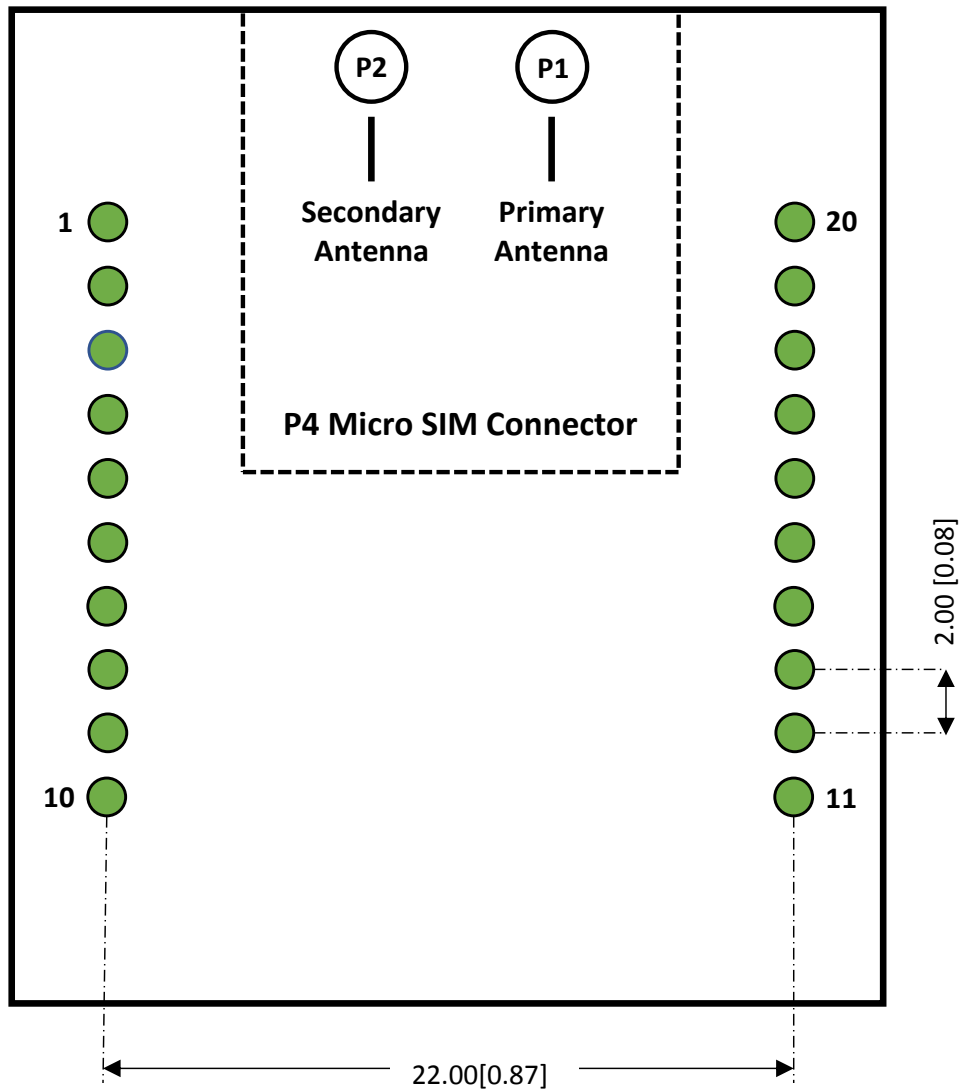 P2
P1
Secondary
Antenna
Primary
Antenna
1
20
P4 Micro SIM Connector
2.00 [0.08]
10
11
22.00[0.87]